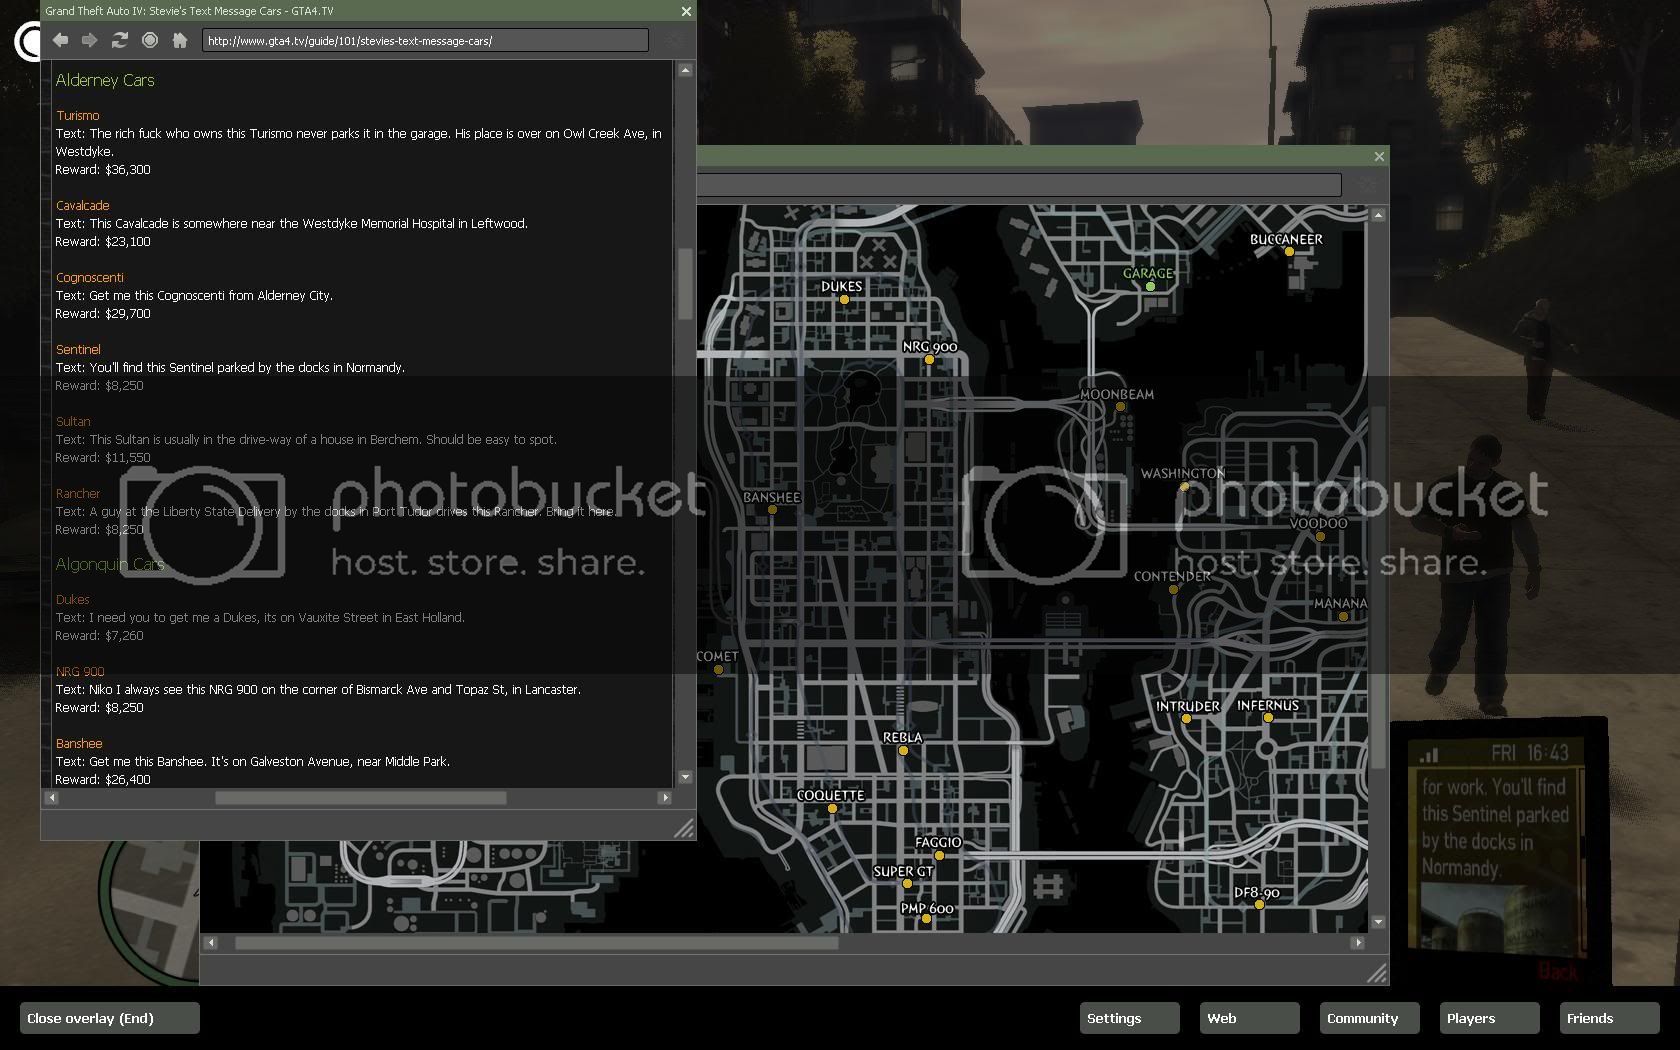 Grand Theft Auto IV: Stevie's Text Message Cars - GTA4.TV
http://www.gta4.tv/guide/101/stevies-text-message-cars/
Alderney Cars
Turismo
Text: The rich fuck who owns this Turismo never parks it in the garage. His place is over on Owl Creek Ave, in
Westdyke.
Reward: $36,300
Cavalcade
Text: This Cavalcade is somewhere near the Westdyke Memorial Hospital in Leftwood.
Reward: $23,100
Cognoscenti
Text: Get me this Cognoscenti from Alderney City.
Reward: $29,700
Sentinel
Text: You'll find this Sentinel parked by the docks in Normandy.
Reward: $8,250
Sultan
Text: This Sultan is usually in the drive-way of a house in Berchem. Should be easy to spot.
Reward: $11,550
Rancher
Text: A guy at the Liberty State Delivery by the docks in Port Tudor drives this Rancher. Bring it here.
Reward: $8,250
Algonquin Cars
Dukes
Text: I need you to get me a Dukes, its on Vauxite Street in East Holland.
Reward: $7,260
NRG 900
Text: Niko I always see this NRG 900 on the corner of Bismarck Ave and Topaz St, in Lancaster.
Reward: $8,250
Banshee
Text: Get me this Banshee. It's on Galveston Avenue, near Middle Park.
Reward: $26,400
BUCCANEER
GARAGE
DUKES
NRG 900
MOONBEAM
WASHINGTON
BANSHEE
VOODOO
CONTENDER
MANANA
COMET
INTRUDER
INFERNUS
REBLA
COQUETTE
FAGGIO
SUPER GT
DF8-90
PMP 600
photobucket
host. store. share.
photobucket
host. store. share.
FRI 16:43
for work. You'll find
this Sentinel parked
by the docks in
Normandy.
Back
Close overlay (End)
Settings
Web
Community
Players
Friends